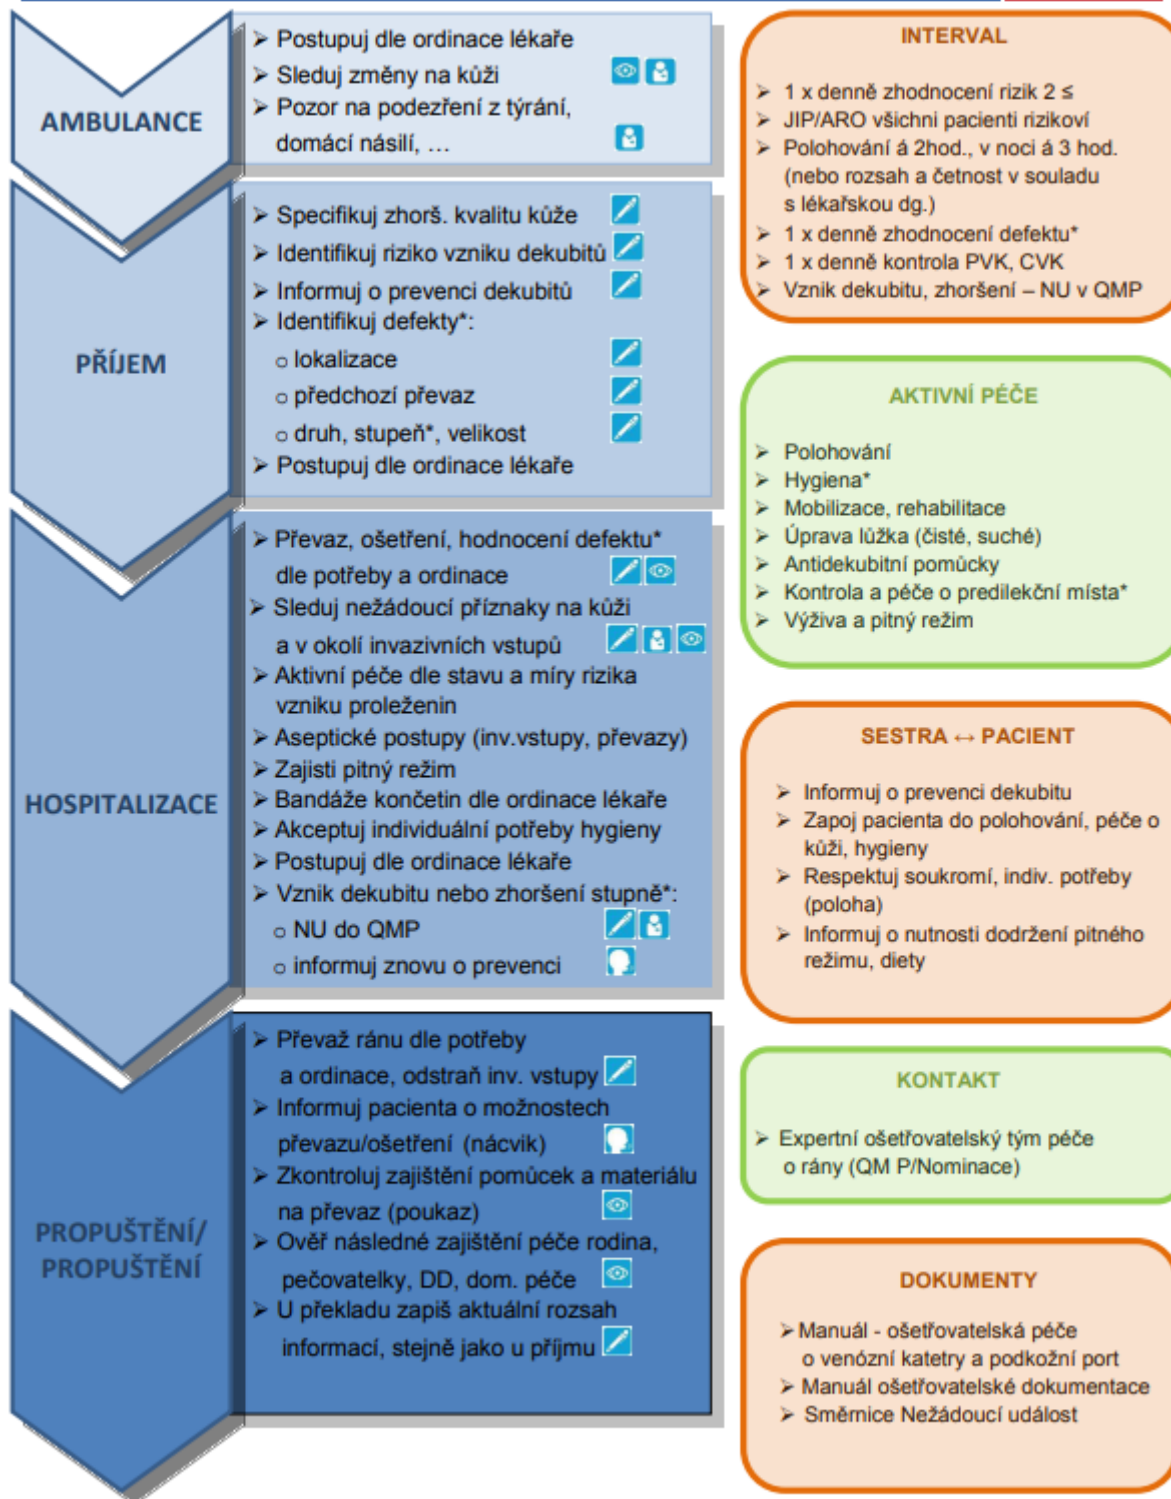 AMBULANCE
➢ Postupuj dle ordinace lékaře
➢ Sleduj změny na kůži
➢ Pozor na podezření z týrání,
domácí násilí, …
PŘÍJEM
➢ Specifikuj zhorš. kvalitu kůže
➢ Identifikuj riziko vzniku dekubitů
➢ Informuj o prevenci dekubitů
➢ Identifikuj defekty*:
o lokalizace
o předchozí převaz
o druh, stupeň*, velikost
➢ Postupuj dle ordinace lékaře
HOSPITALIZACE
➢ Převaz, ošetření, hodnocení defektu*
dle potřeby a ordinace
➢ Sleduj nežádoucí příznaky na kůži
a v okolí invazivních vstupů
➢ Aktivní péče dle stavu a míry rizika
vzniku proleženin
➢ Aseptické postupy (inv.vstupy, převazy)
➢ Zajisti pitný režim
➢ Bandáže končetin dle ordinace lékaře
➢ Akceptuj individuální potřeby hygieny
➢ Postupuj dle ordinace lékaře
➢ Vznik dekubitu nebo zhoršení stupně*:
o NU do QMP
o informuj znovu o prevenci
PROPUŠTĚNÍ/
PROPUŠTĚNÍ
➢ Převaž ránu dle potřeby
a ordinace, odstraň inv. vstupy
➢ Informuj pacienta o možnostech
převazu/ošetření (nácvik)
➢ Zkontroluj zajištění pomůcek a materiálu
na převaz (poukaz)
➢ Ověř následné zajištění péče rodina,
pečovatelky, DD, dom. péče
➢ U překladu zapiš aktuální rozsah
informací, stejně jako u příjmu
INTERVAL
➢ 1 x denně zhodnocení rizik 2 ≤
➢ JIP/ARO všichni pacienti rizikoví
➢ Polohování á 2hod., v noci á 3 hod.
(nebo rozsah a četnost v souladu
s lékařskou dg.)
➢ 1 x denně zhodnocení defektu*
➢ 1 x denně kontrola PVK, CVK
➢ Vznik dekubitu, zhoršení – NU v QMP
AKTIVNÍ PÉČE
➢ Polohování
➢ Hygiena*
➢ Mobilizace, rehabilitace
➢ Úprava lůžka (čisté, suché)
➢ Antidekubitní pomůcky
➢ Kontrola a péče o predilekční místa*
➢ Výživa a pitný režim
SESTRA ↔ PACIENT
➢ Informuj o prevenci dekubitu
➢ Zapoj pacienta do polohování, péče o
kůži, hygieny
➢ Respektuj soukromí, indiv. potřeby
(poloha)
➢ Informuj o nutnosti dodržení pitného
režimu, diety
KONTAKT
➢ Expertní ošetřovatelský tým péče
o rány (QM P/Nominace)
DOKUMENTY
➢ Manuál - ošetřovatelská péče
o venózní katetry a podkožní port
➢ Manuál ošetřovatelské dokumentace
➢ Směrnice Nežádoucí událost